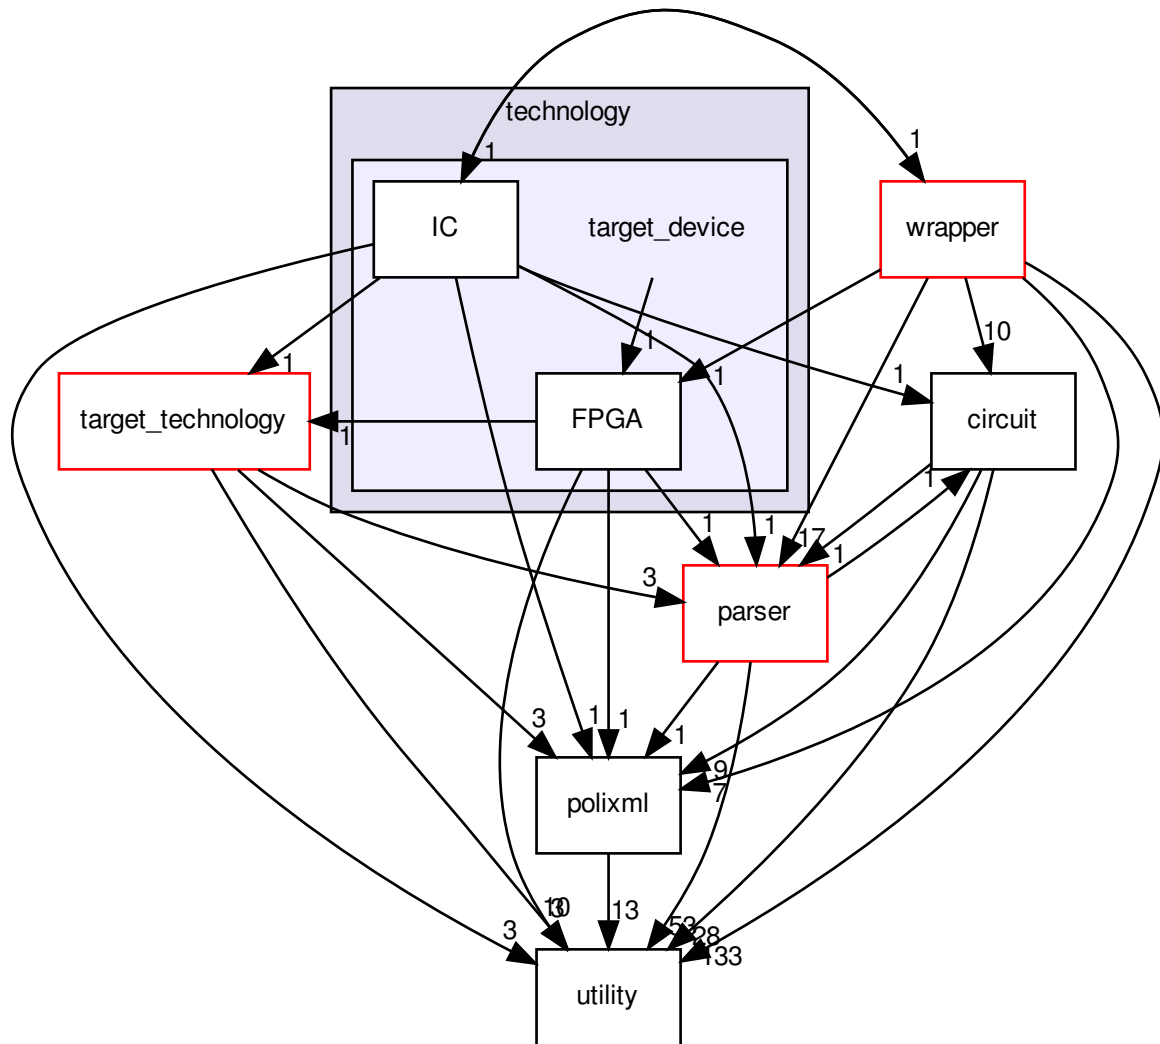 technology
1
1
IC
target_device
wrapper
1
10
1
1
1
target_technology
1
FPGA
circuit
1
1
1
17
1
3
parser
3
1
1
1
9
7
polixml
13
53
28
133
3
utility